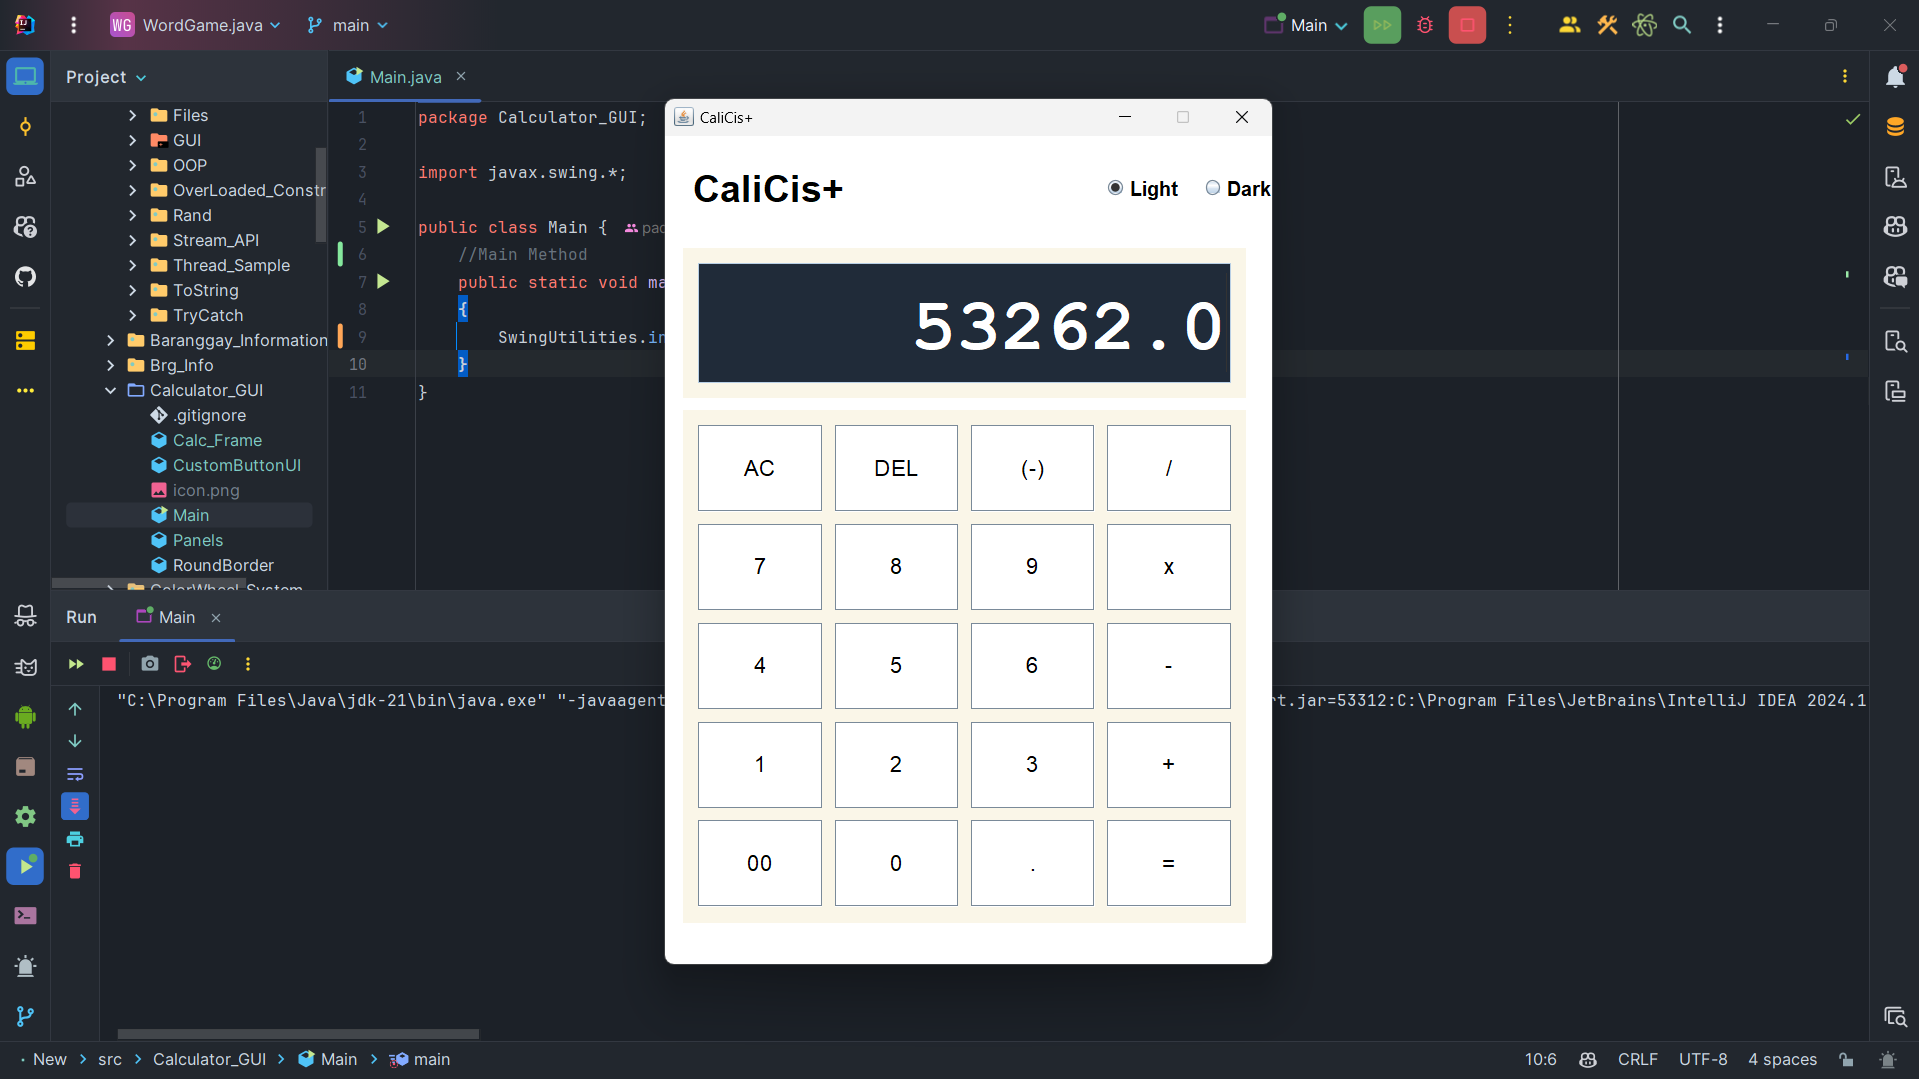 WG WordGame.java main Main
Project
Main.java
Files
GUI
OOP
OverLoaded_Constr
Rand
Stream_API
Thread_Sample
ToString
TryCatch
Baranggay_Information
Brg_Info
Calculator_GUI
.gitignore
Calc_Frame
CustomButtonUI
icon.png
Main
Panels
RoundBorder
ColorWheel_System
1 package Calculator_GUI;
2
3 import javax.swing.*;
4
5 public class Main { pac
6 //Main Method
7 public static void ma
8 {
9 SwingUtilities.in
10 }
11 }
CaliCis+
CaliCis+ Light Dark
53262.0
AC DEL (-) /
7 8 9 x
4 5 6 -
1 2 3 +
00 0 . =
Run Main
"C:\Program Files\Java\jdk-21\bin\java.exe" "-javaagent rt.jar=53312:C:\Program Files\JetBrains\IntelliJ IDEA 2024.1
New > src > Calculator_GUI > Main > main 10:6 CRLF UTF-8 4 spaces